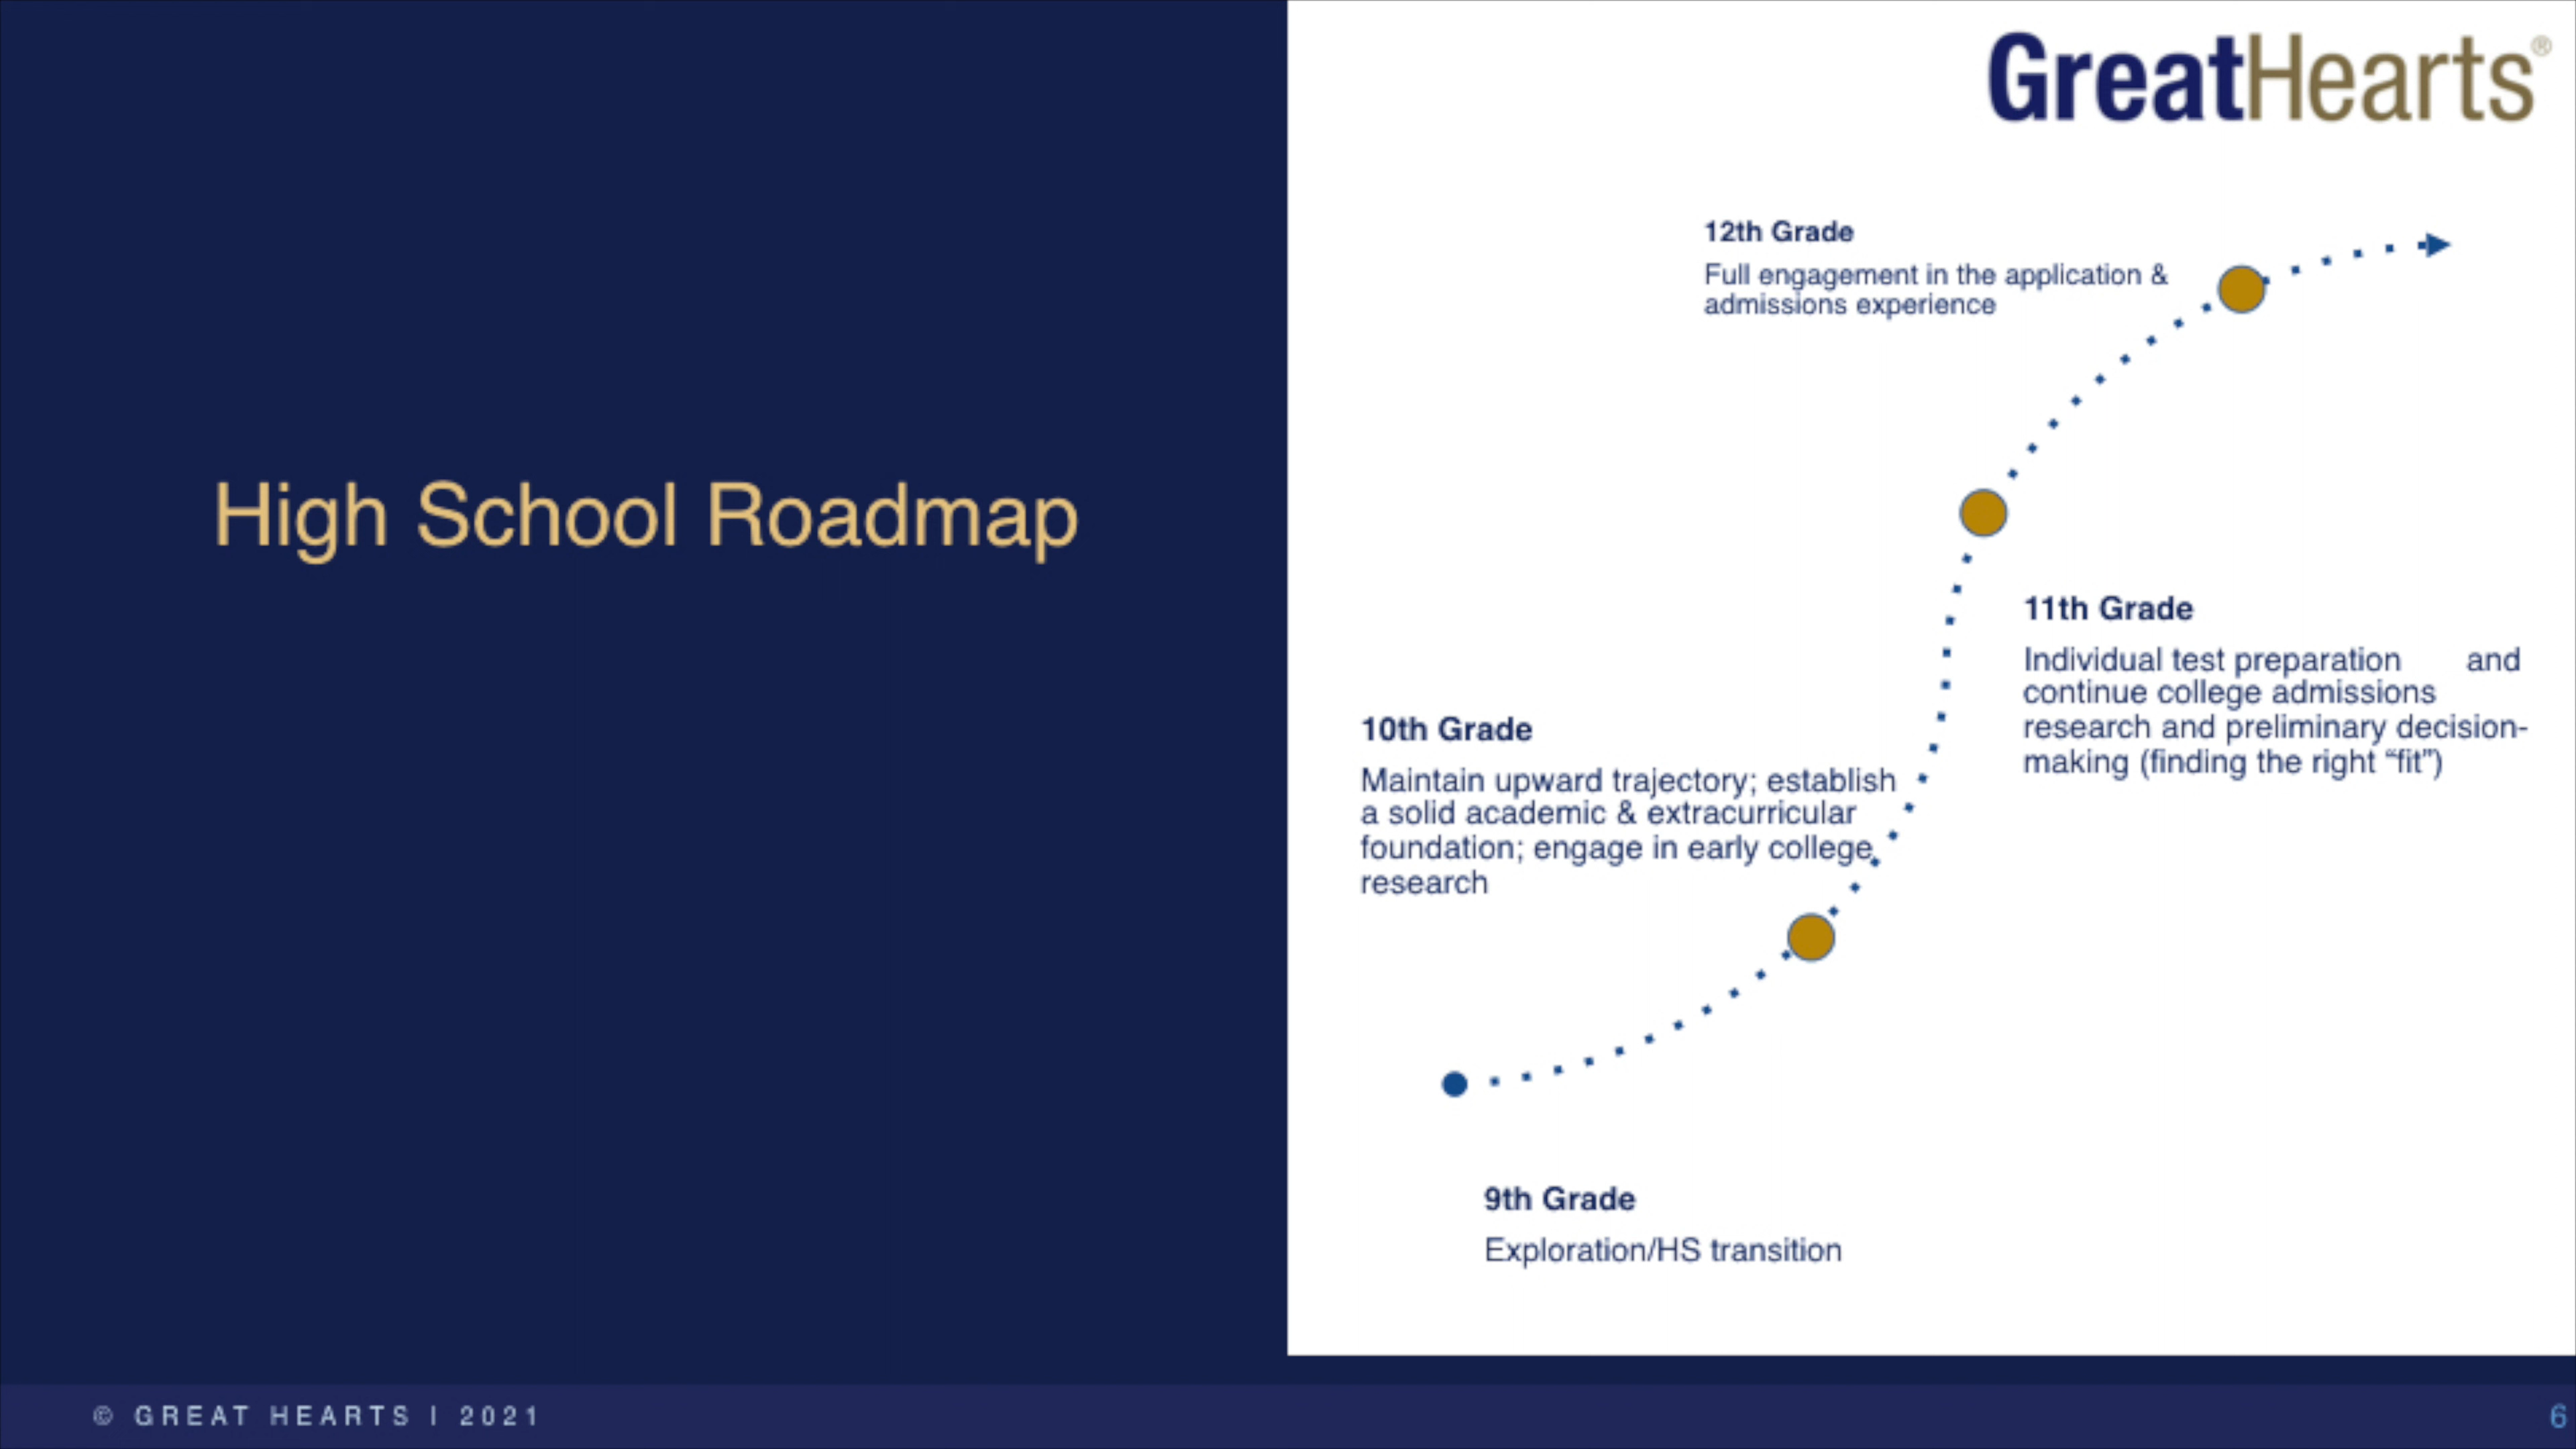 GreatHearts®
High School Roadmap
12th Grade
Full engagement in the application &
admissions experience
11th Grade
Individual test preparation and
continue college admissions
research and preliminary decision-
making (finding the right “fit”)
10th Grade
Maintain upward trajectory; establish
a solid academic & extracurricular
foundation; engage in early college
research
9th Grade
Exploration/HS transition
© GREAT HEARTS | 2021
6